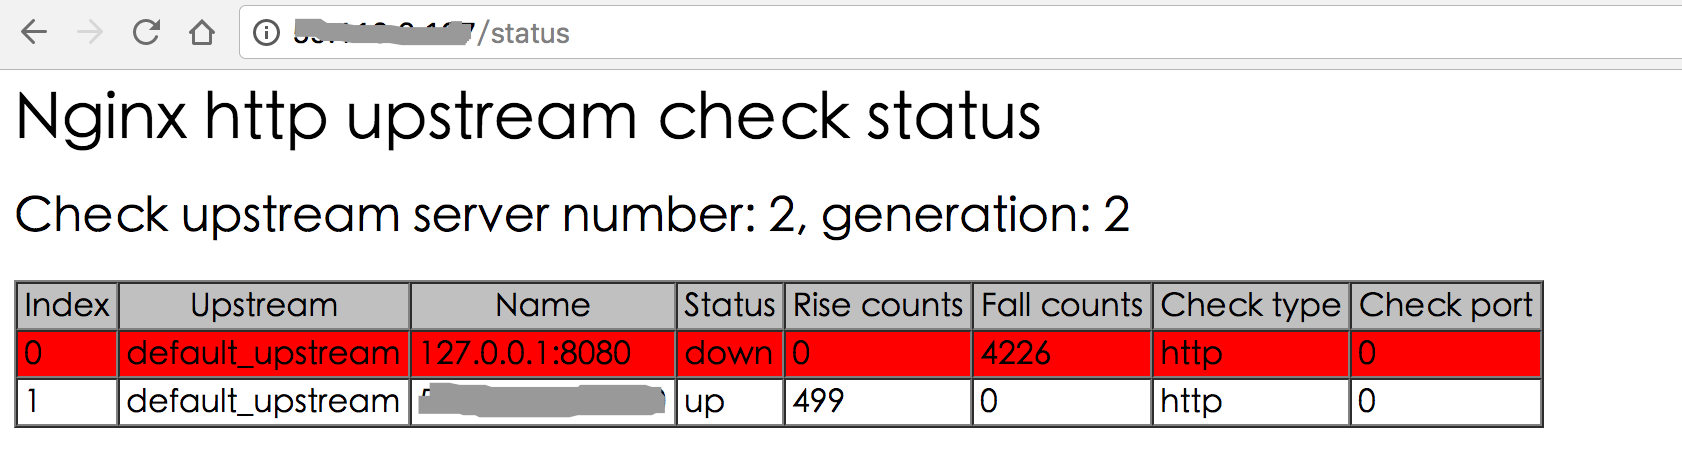 /status
Nginx http upstream check status
Check upstream server number: 2, generation: 2
Index Upstream Name Status Rise counts Fall counts Check type Check port
0 default_upstream 127.0.0.1:8080 down 0 4226 http 0
1 default_upstream up 499 0 http 0